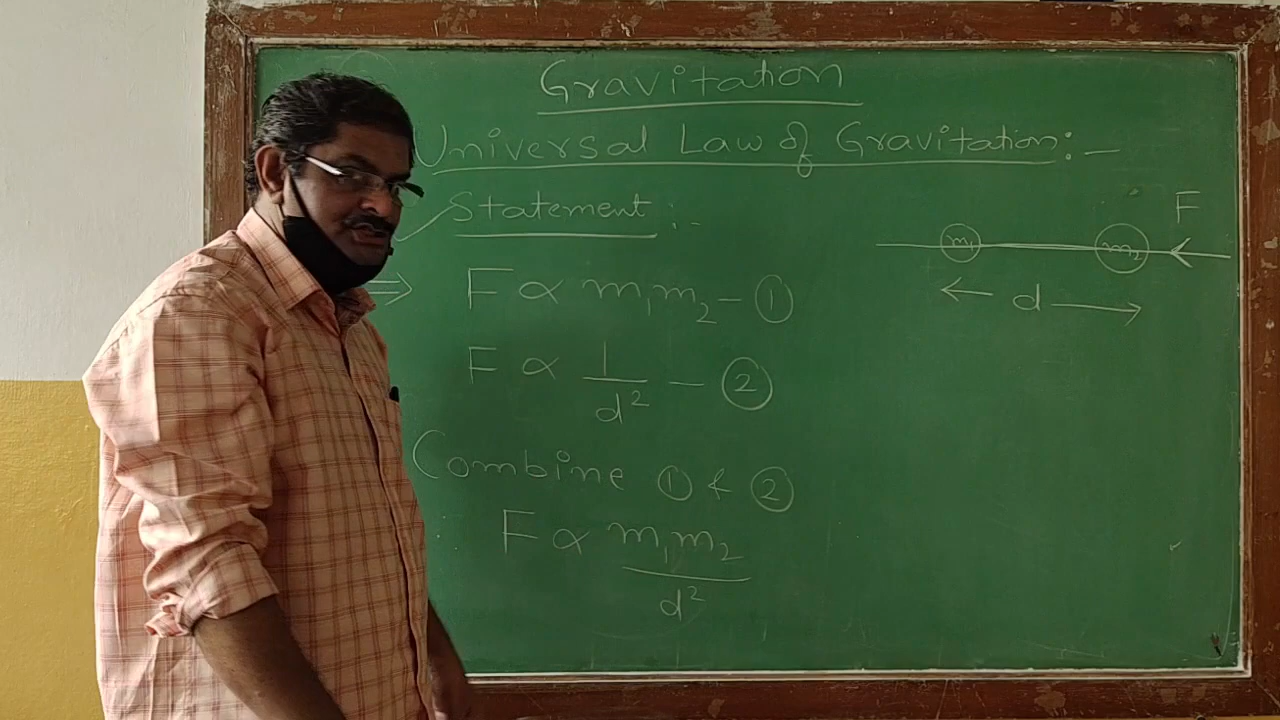 Gravitation
Universal Law of Gravitation:-
Statement:-
⇒ F ∝ m₁m₂ - ①
F ∝ 1/d² - ②
Combine ① & ②
F ∝ m₁m₂/d²
F
m₁ m₂
← d →